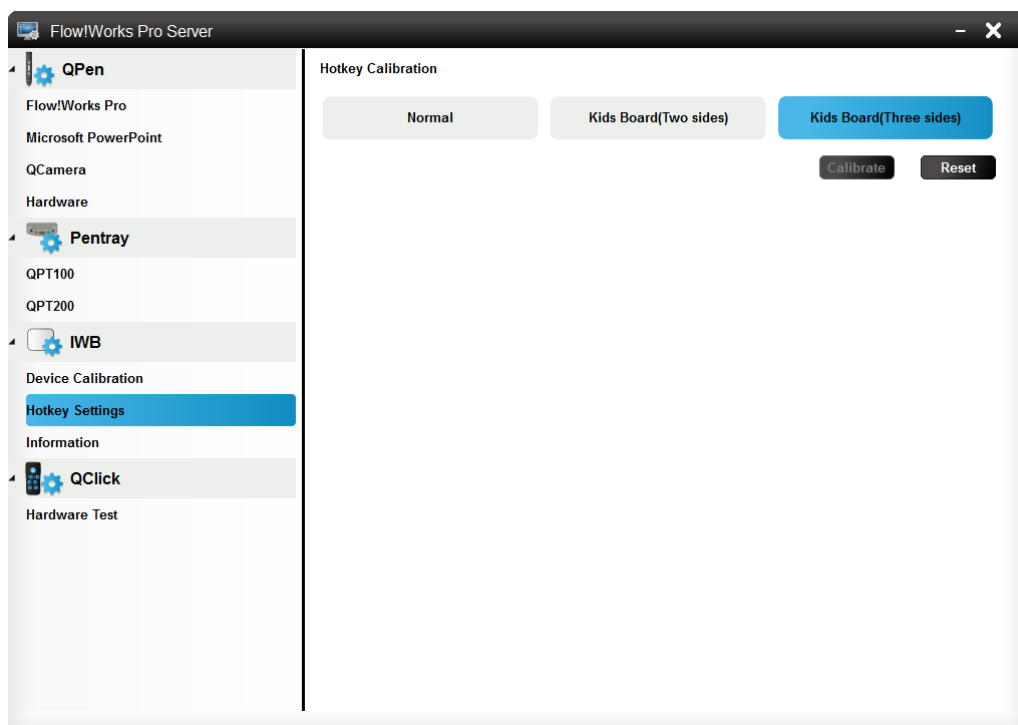 Flow!Works Pro Server
QPen
Flow!Works Pro
Microsoft PowerPoint
QCamera
Hardware
Pentray
QPT100
QPT200
IWB
Device Calibration
Hotkey Settings
Information
QClick
Hardware Test
Hotkey Calibration
Normal Kids Board(Two sides) Kids Board(Three sides)
Calibrate Reset